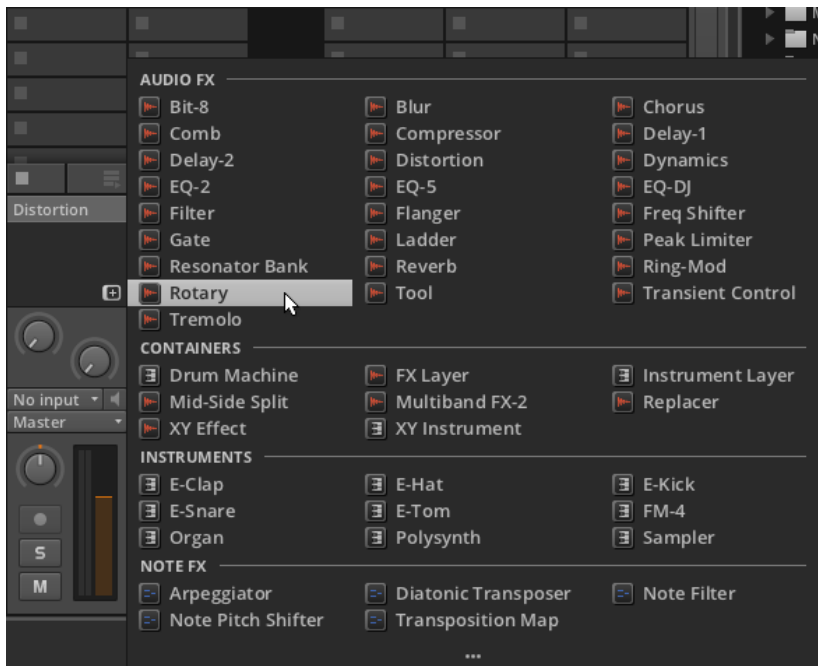 AUDIO FX
Bit-8 Blur Chorus
Comb Compressor Delay-1
Delay-2 Distortion Dynamics
EQ-2 EQ-5 EQ-DJ
Distortion
Filter Flanger Freq Shifter
Gate Ladder Peak Limiter
Resonator Bank Reverb Ring-Mod
Rotary Tool Transient Control
Tremolo
CONTAINERS
Drum Machine FX Layer Instrument Layer
No input
Mid-Side Split Multiband FX-2 Replacer
Master
XY Effect XY Instrument
INSTRUMENTS
E-Clap E-Hat E-Kick
E-Snare E-Tom FM-4
Organ Polysynth Sampler
S
NOTE FX
M
Arpeggiator Diatonic Transposer Note Filter
Note Pitch Shifter Transposition Map
...